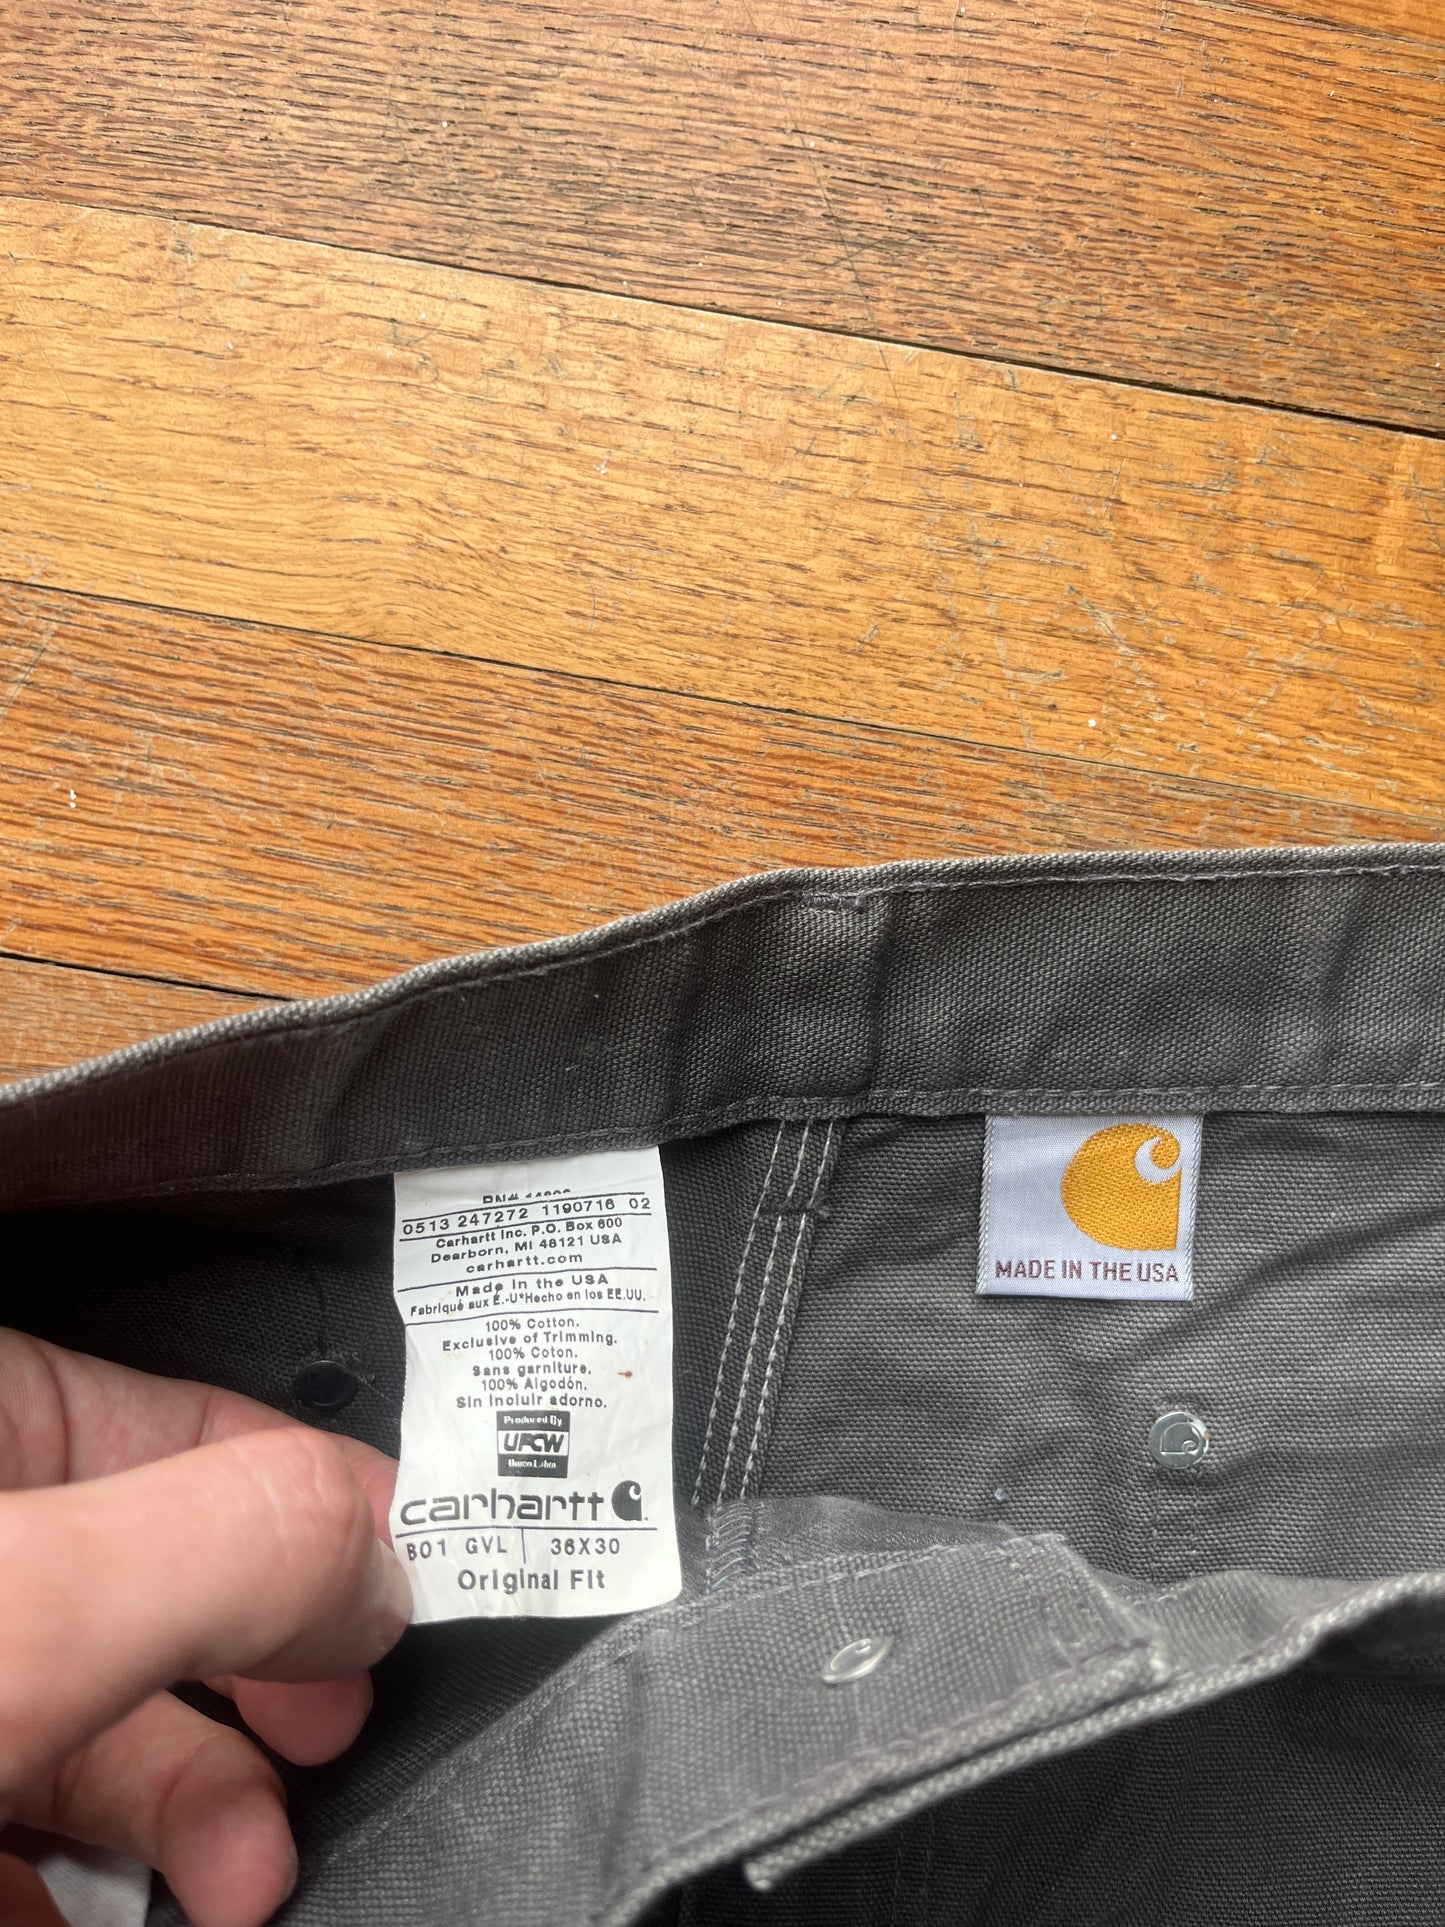 0513 247272 1190716 02
Carhartt Inc. P.O. Box 600
Dearborn, MI 48121 USA
carhartt.com
Made In the USA
Fabriqué aux É.-U*Hecho en los EE.UU.
100% Cotton.
Exclusive of Trimming.
100% Coton.
Sans garniture.
100% Algodón.
Sin Incluir adorno.
Produced By
UFCW
Union Labor
carhartt
B01 GVL 36X30
Original Fit
MADE IN THE USA